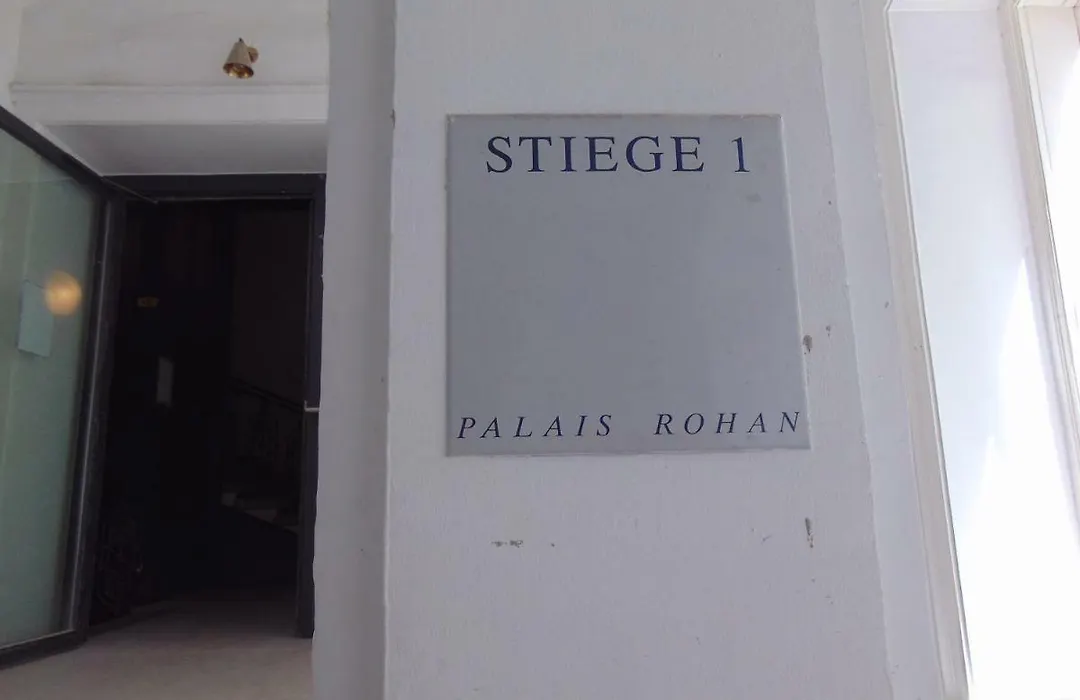 STIEGE 1
PALAIS ROHAN